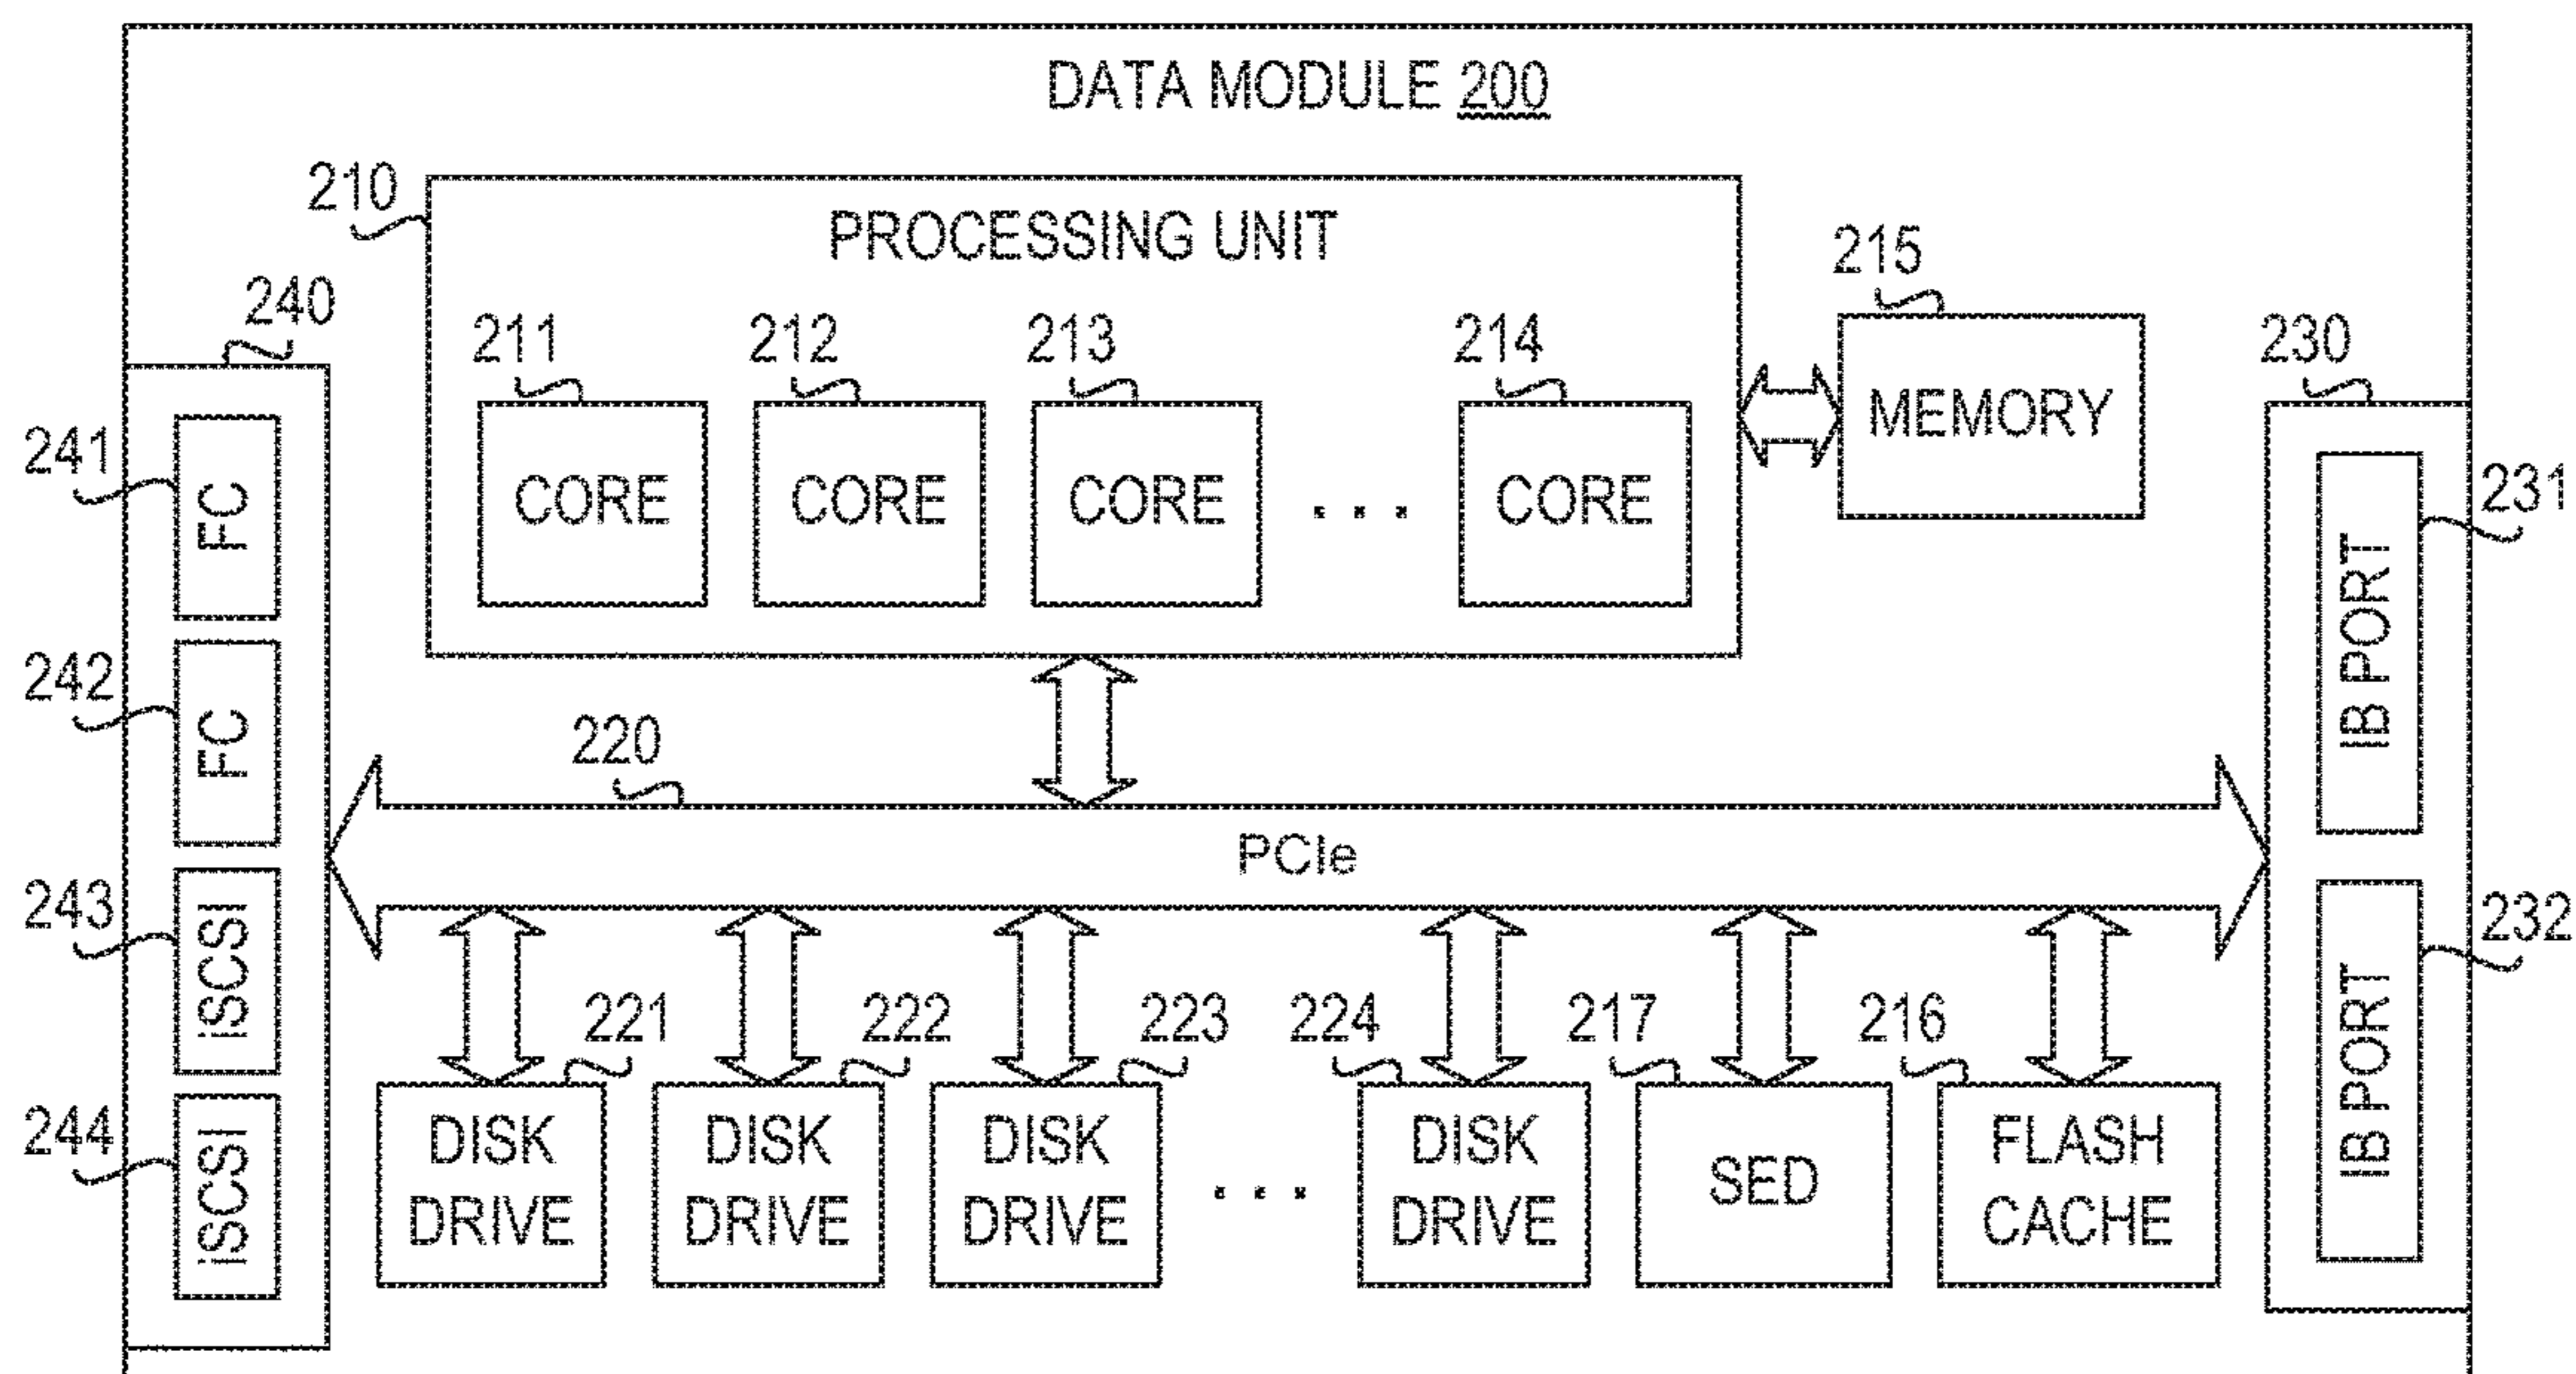 DATA MODULE 200
210
PROCESSING UNIT
215
240
211
212
213
214
230
MEMORY
241
FC
CORE
CORE
CORE
. . .
CORE
231
IB PORT
242
FC
220
PCIe
243
iSCSI
232
IB PORT
221
222
223
224
217
216
244
iSCSI
DISK
DRIVE
DISK
DRIVE
DISK
DRIVE
. . .
DISK
DRIVE
SED
FLASH
CACHE